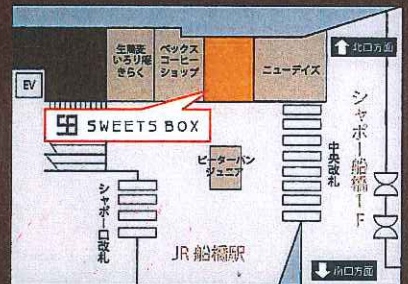 生蕎麦
いろり庵
きらく
ベックス
コーヒー
ショップ
ニューデイズ
北口方面
EV
SWEETS BOX
シャポー船橋1F
ピーターパン
ジュニア
中央改札
シャポー口改札
JR 船橋駅
南口方面